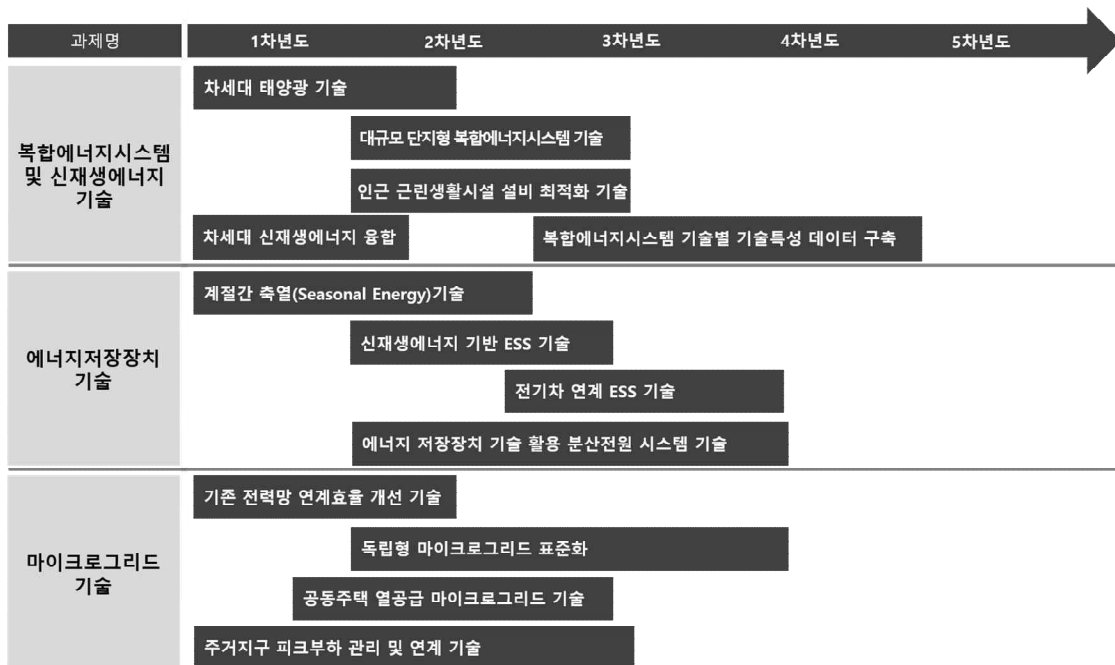 과제명
1차년도
2차년도
3차년도
4차년도
5차년도
복합에너지시스템
및 신재생에너지
기술
차세대 태양광 기술
대규모 단지형 복합에너지시스템 기술
인근 근린생활시설 설비 최적화 기술
차세대 신재생에너지 융합
복합에너지시스템 기술별 기술특성 데이터 구축
에너지저장장치
기술
계절간 축열(Seasonal Energy)기술
신재생에너지 기반 ESS 기술
전기차 연계 ESS 기술
에너지 저장장치 기술 활용 분산전원 시스템 기술
마이크로그리드
기술
기존 전력망 연계효율 개선 기술
독립형 마이크로그리드 표준화
공동주택 열공급 마이크로그리드 기술
주거지구 피크부하 관리 및 연계 기술